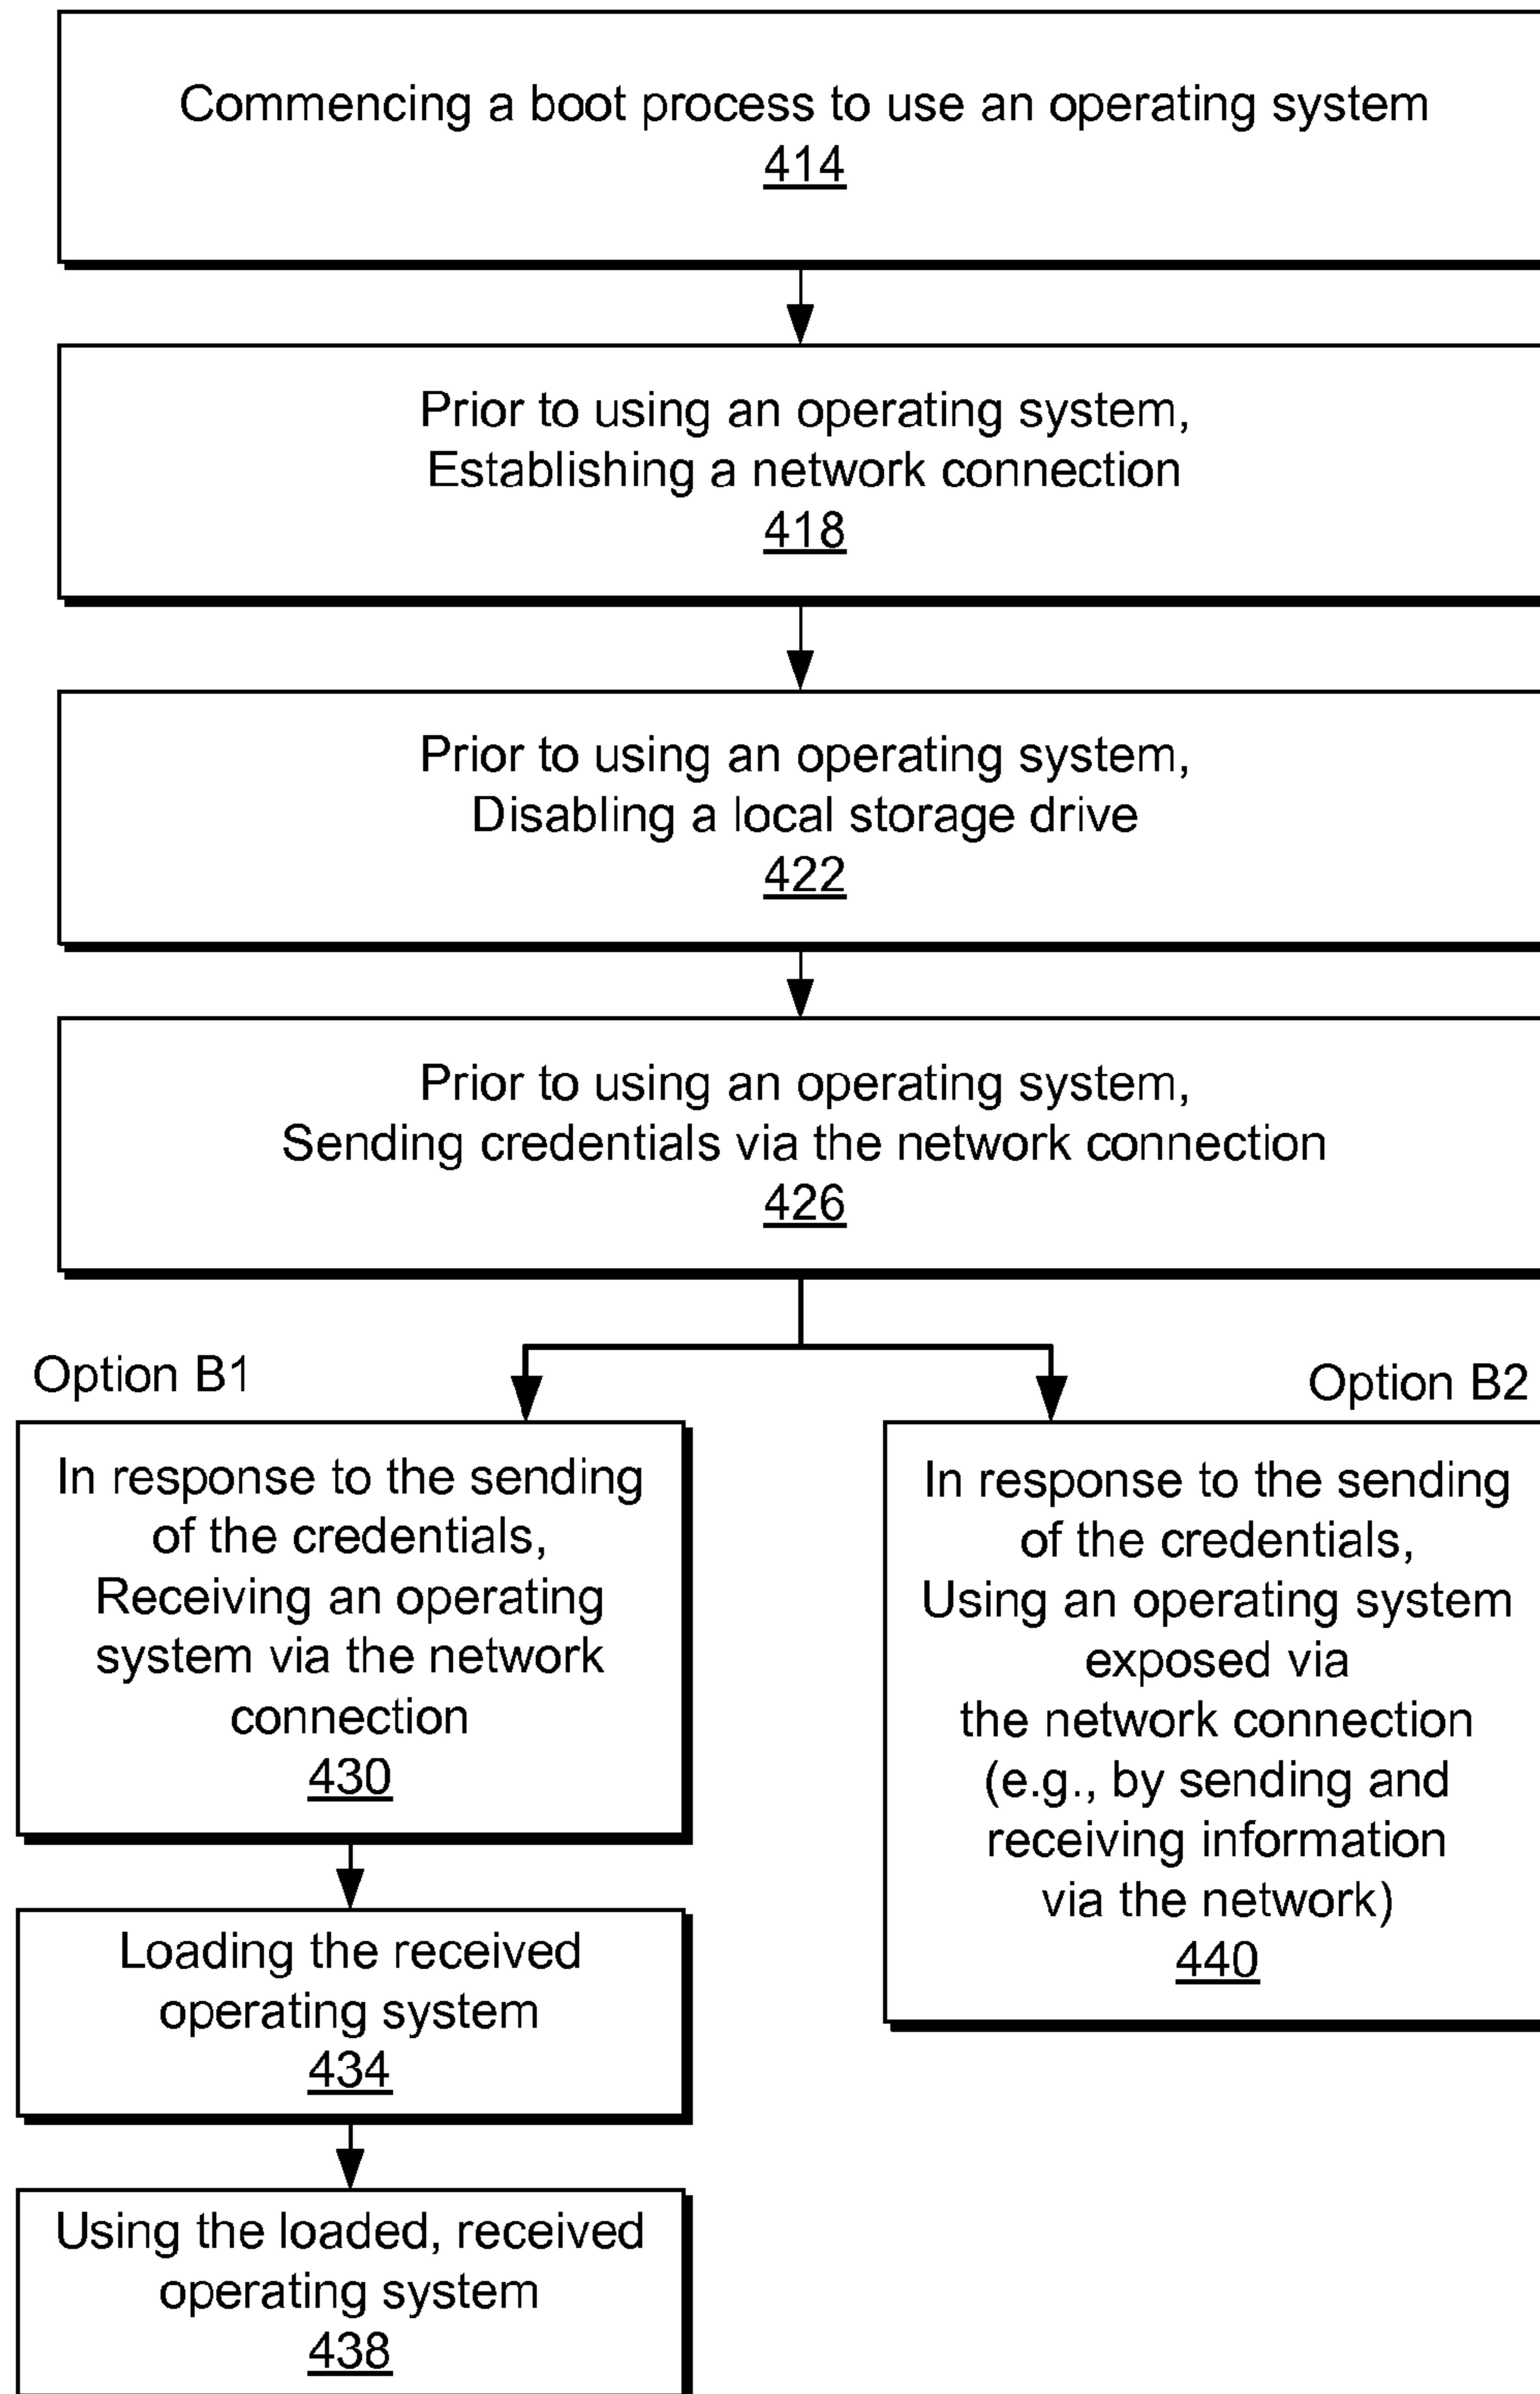 Commencing a boot process to use an operating system
414
Prior to using an operating system,
Establishing a network connection
418
Prior to using an operating system,
Disabling a local storage drive
422
Prior to using an operating system,
Sending credentials via the network connection
426
Option B1
In response to the sending
of the credentials,
Receiving an operating
system via the network
connection
430
Loading the received
operating system
434
Using the loaded, received
operating system
438
Option B2
In response to the sending
of the credentials,
Using an operating system
exposed via
the network connection
(e.g., by sending and
receiving information
via the network)
440